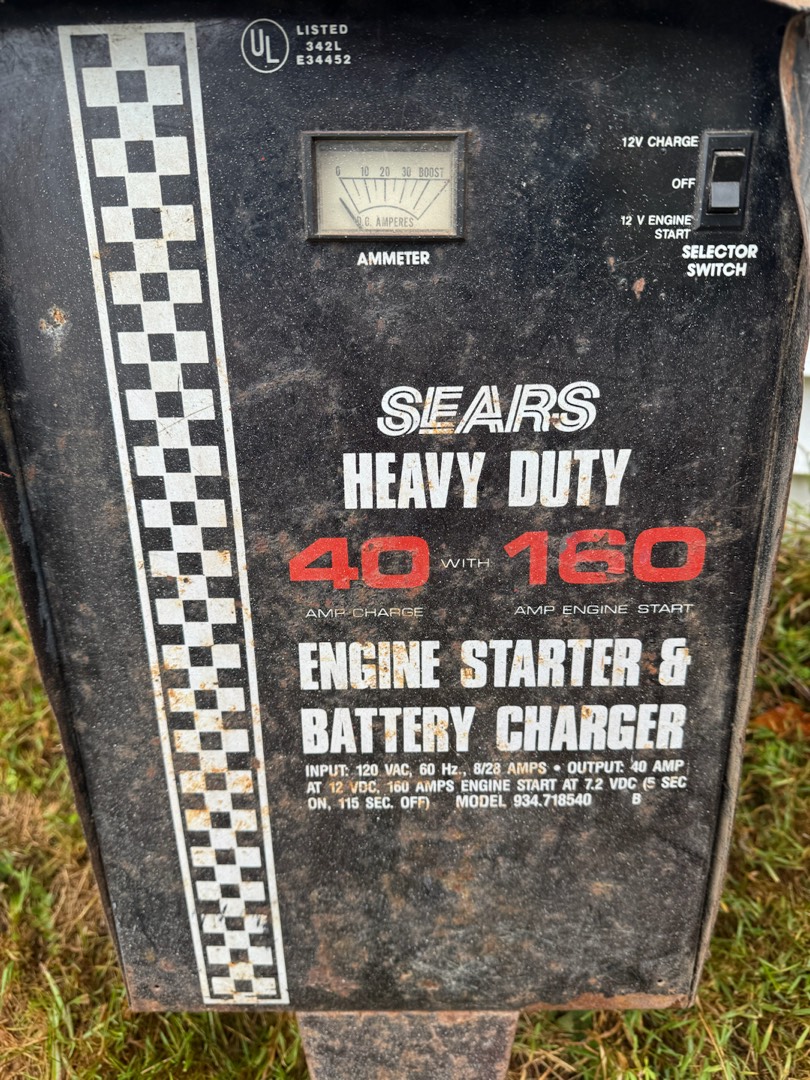 UL
LISTED
342L
E34452
0 10 20 30 BOOST
D.C. AMPERES
AMMETER
12V CHARGE
OFF
12 V ENGINE
START
SELECTOR
SWITCH
SEARS
HEAVY DUTY
40 WITH 160
AMP CHARGE AMP ENGINE START
ENGINE STARTER &
BATTERY CHARGER
INPUT: 120 VAC, 60 Hz., 8/28 AMPS • OUTPUT: 40 AMP
AT 12 VDC, 160 AMPS ENGINE START AT 7.2 VDC (5 SEC
ON, 115 SEC. OFF) MODEL 934.718540 B